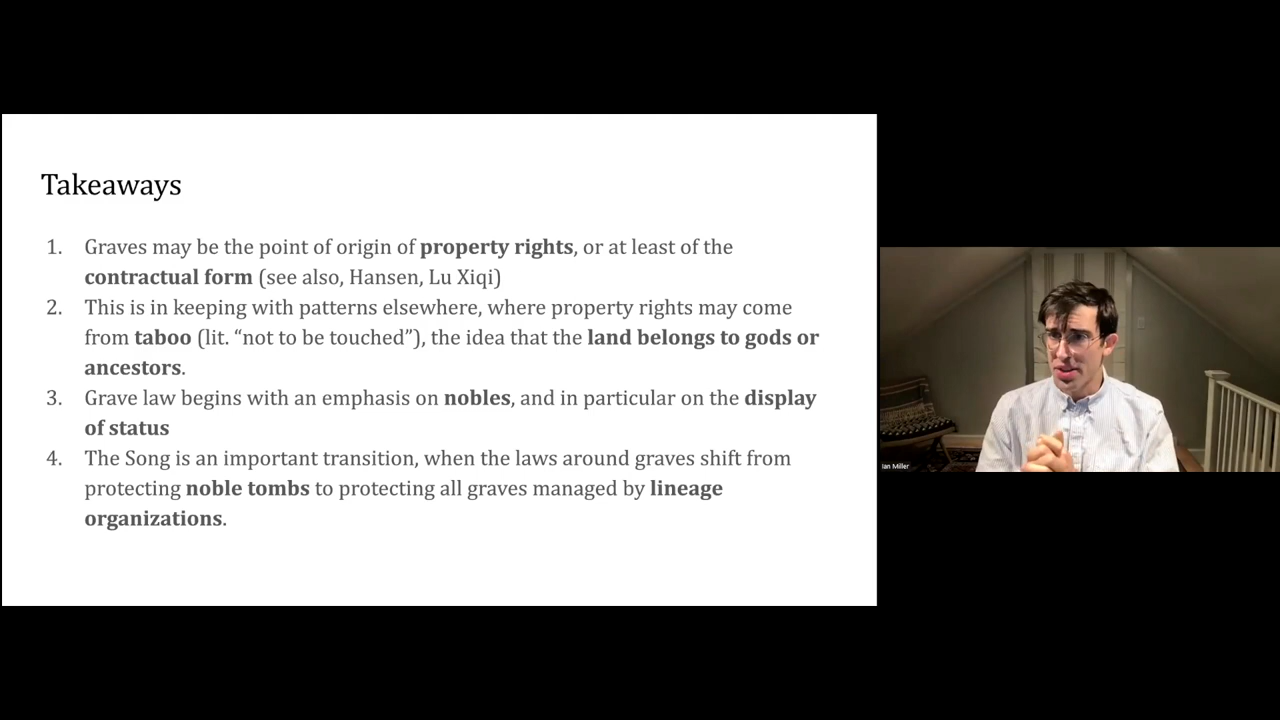 Takeaways
1. Graves may be the point of origin of property rights, or at least of the
contractual form (see also, Hansen, Lu Xiqi)
2. This is in keeping with patterns elsewhere, where property rights may come
from taboo (lit. “not to be touched”), the idea that the land belongs to gods or
ancestors.
3. Grave law begins with an emphasis on nobles, and in particular on the display
of status
4. The Song is an important transition, when the laws around graves shift from
protecting noble tombs to protecting all graves managed by lineage
organizations.
Ian Miller